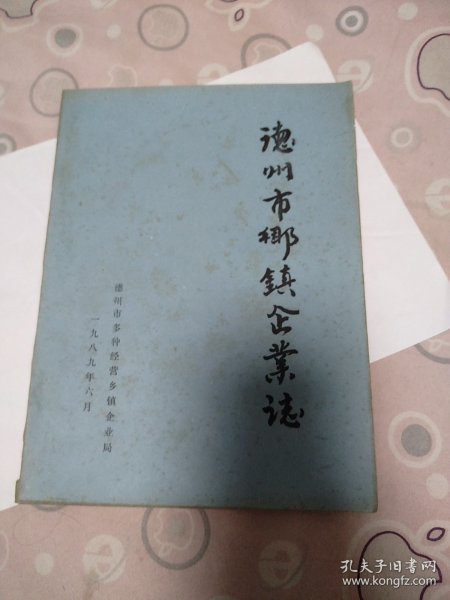 德州市鄉鎮企業誌
德州市多种经营乡镇企业局
一九八九年六月
孔夫子旧书网
www.kongfz.com